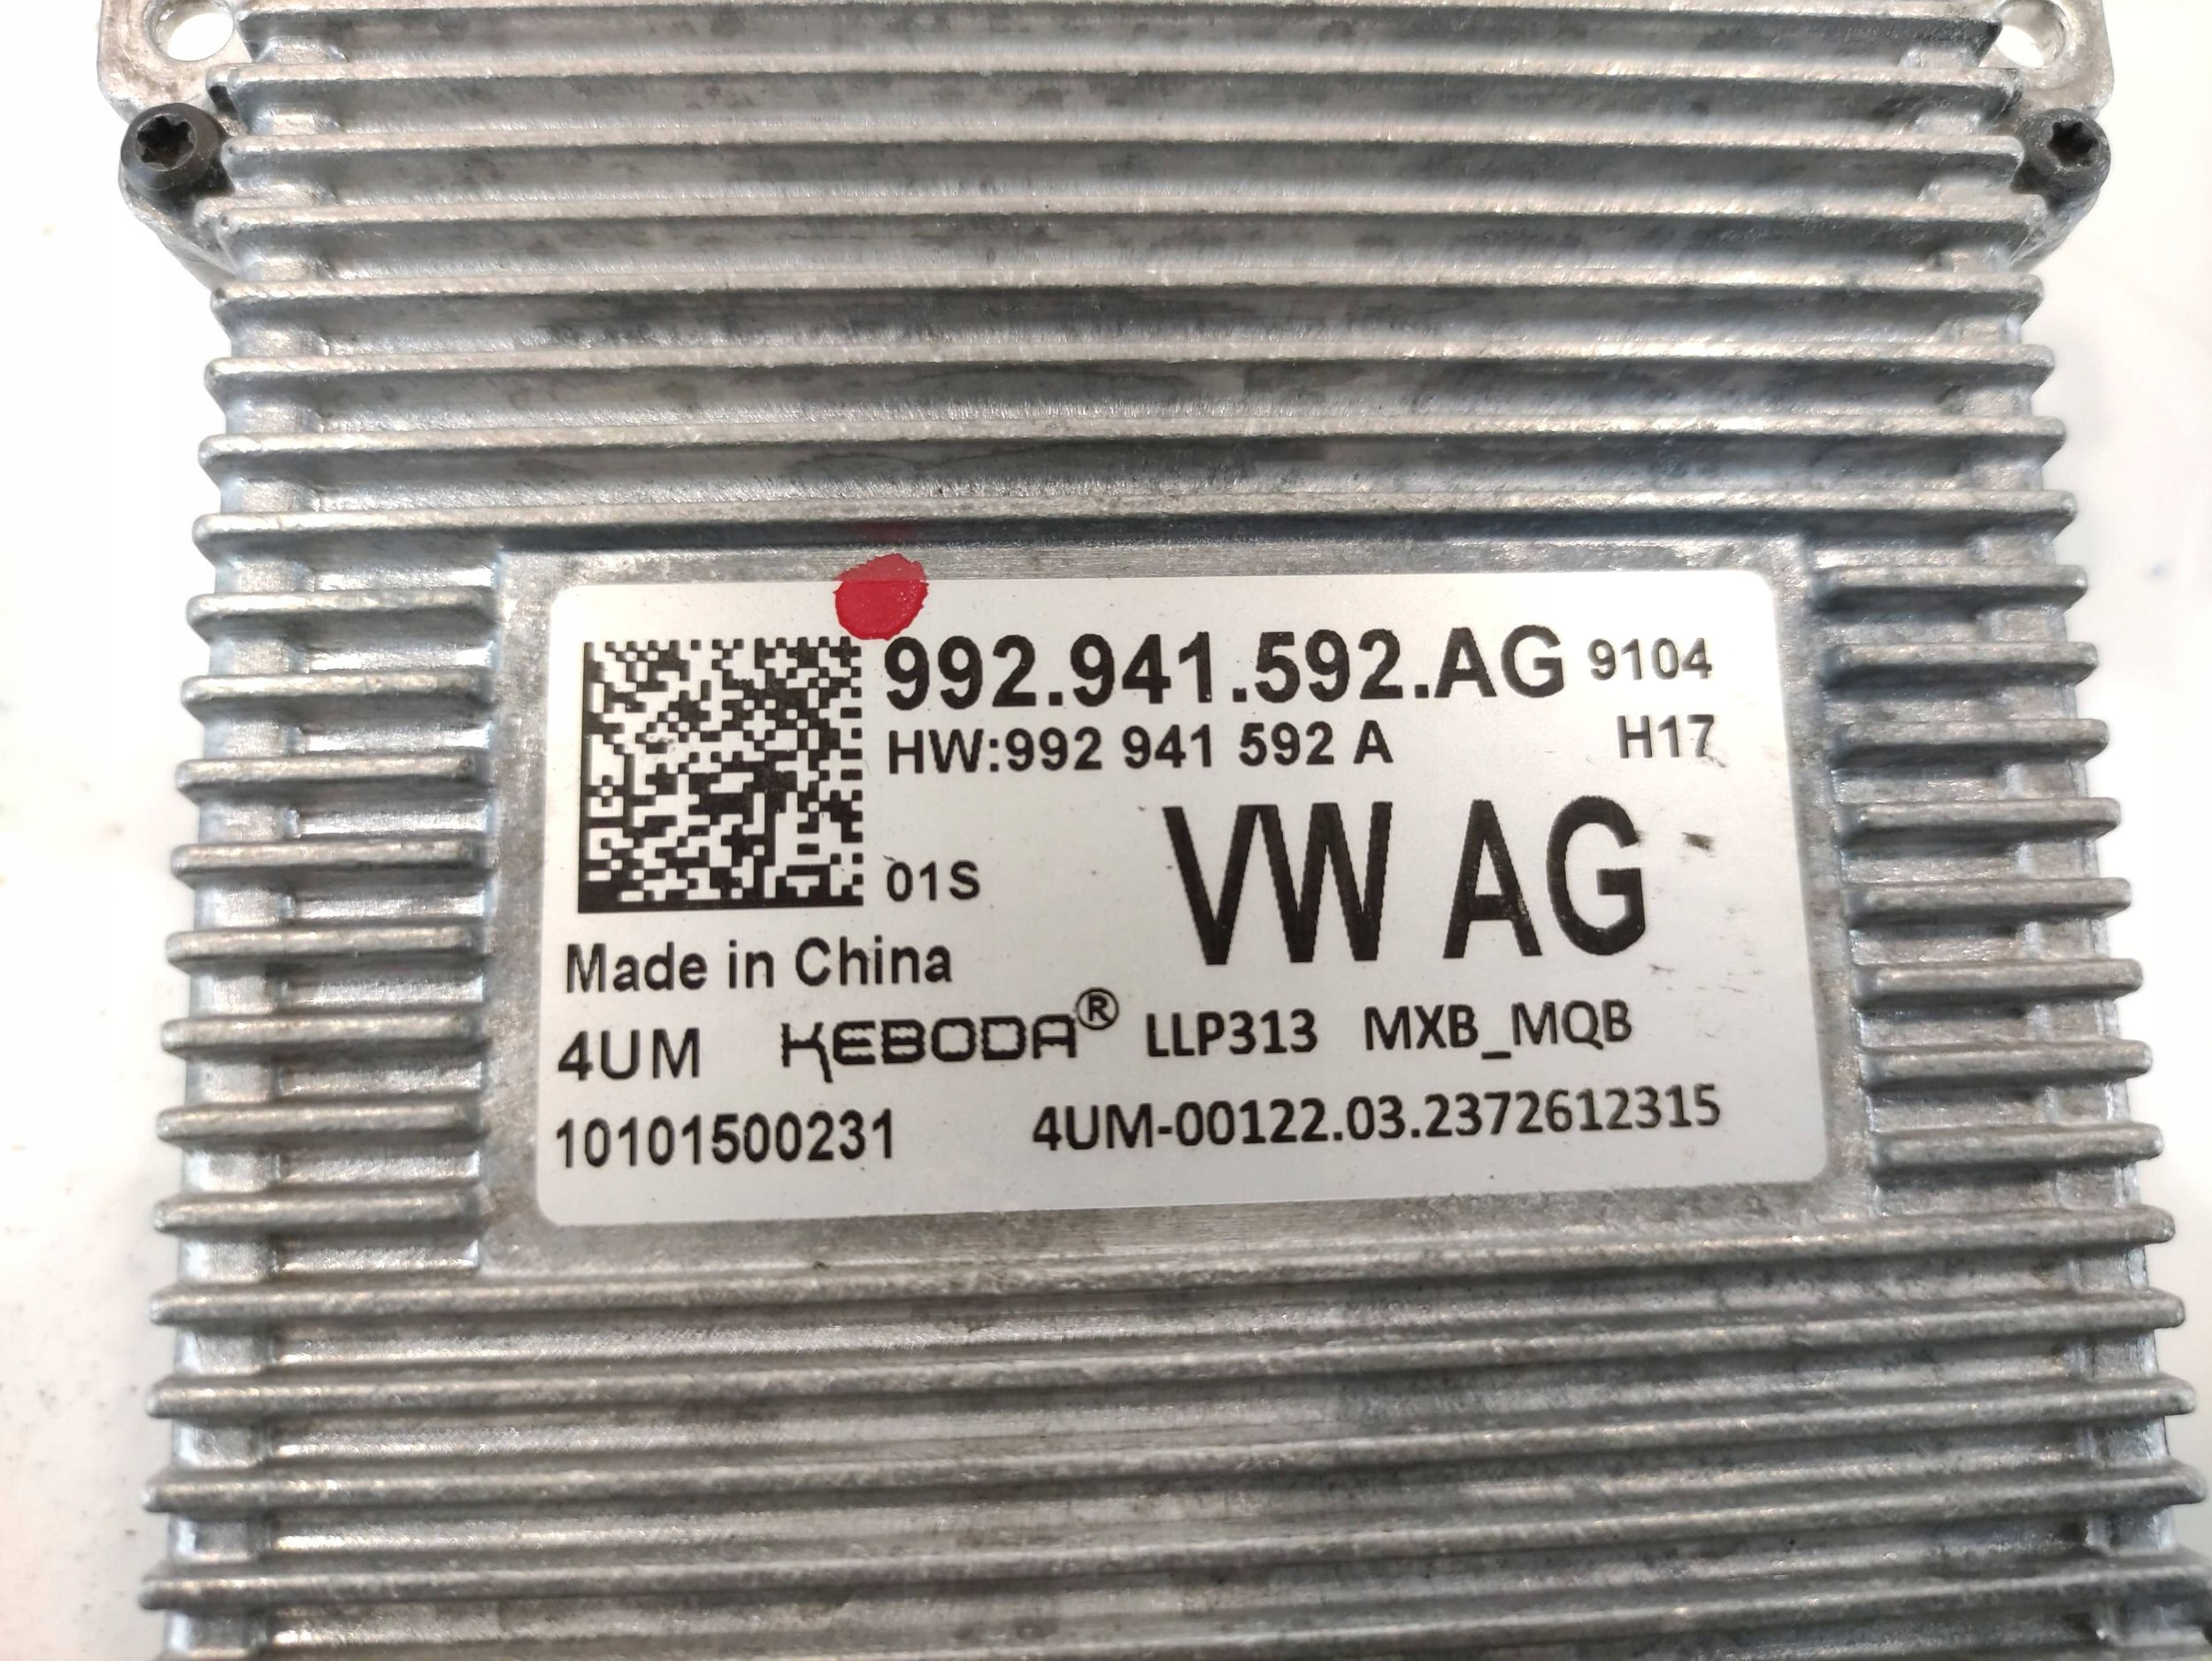 992.941.592.AG 9104
HW:992 941 592 A H17
VW AG
01S
Made in China
4UM KEBODA® LLP313 MXB_MQB
10101500231 4UM-00122.03.2372612315